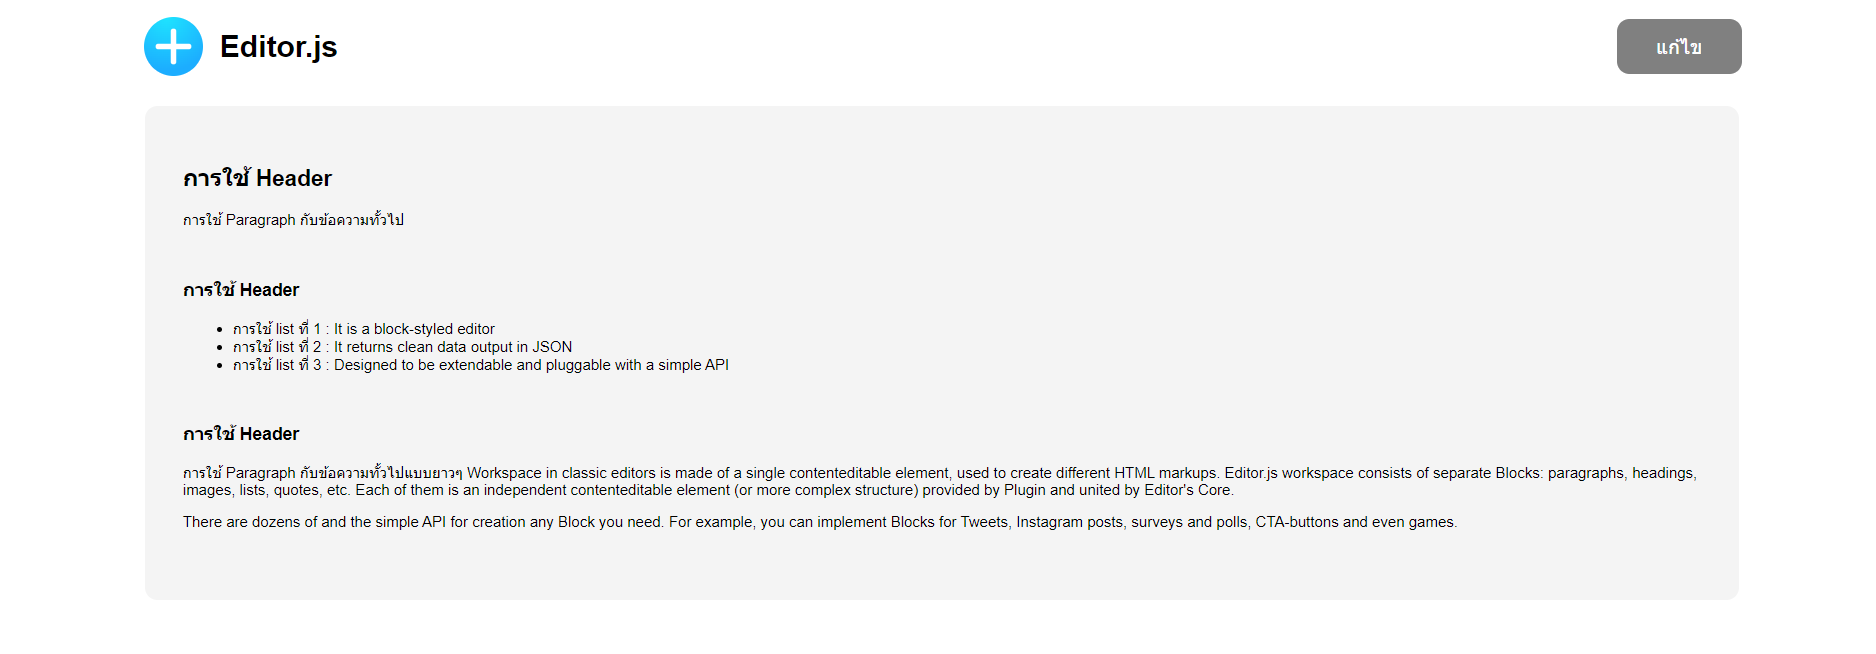 Editor.js
แก้ไข
การใช้ Header
การใช้ Paragraph กับข้อความทั้วไป
การใช้ Header
การใช้ list ที่ 1 : It is a block-styled editor
การใช้ list ที่ 2 : It returns clean data output in JSON
การใช้ list ที่ 3 : Designed to be extendable and pluggable with a simple API
การใช้ Header
การใช้ Paragraph กับข้อความทั้วไปแบบยาวๆ Workspace in classic editors is made of a single contenteditable element, used to create different HTML markups. Editor.js workspace consists of separate Blocks: paragraphs, headings,
images, lists, quotes, etc. Each of them is an independent contenteditable element (or more complex structure) provided by Plugin and united by Editor's Core.
There are dozens of and the simple API for creation any Block you need. For example, you can implement Blocks for Tweets, Instagram posts, surveys and polls, CTA-buttons and even games.